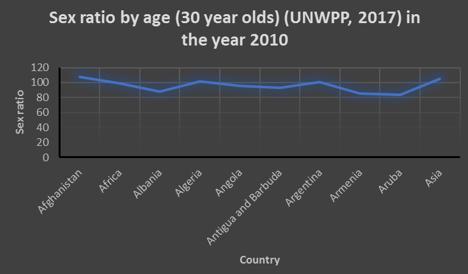 Sex ratio by age (30 year olds) (UNWPP, 2017) in
the year 2010
120
100
80
60
40
20
0
Sex ratio
Afghanistan
Africa
Albania
Algeria
Angola
Antigua and Barbuda
Argentina
Armenia
Aruba
Asia
Country